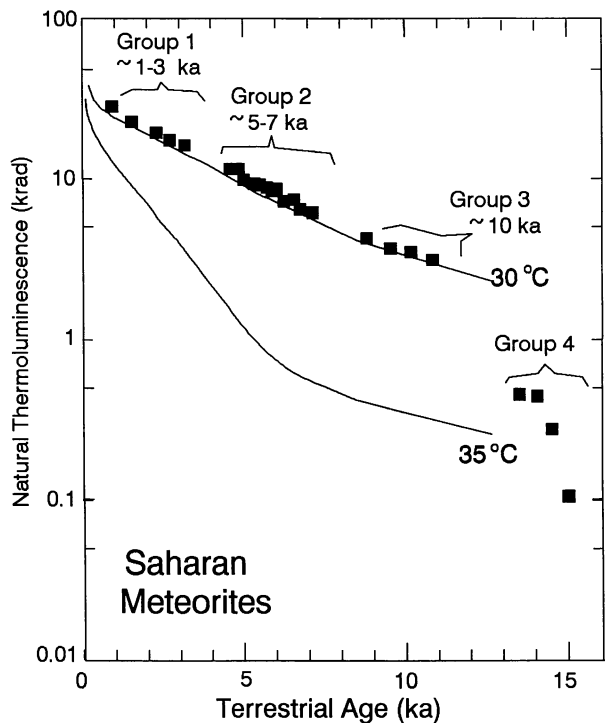 100
10
1
0.1
0.01
Natural Thermoluminescence (krad)
Group 1
~1-3 ka
Group 2
~5-7 ka
Group 3
~10 ka
30 °C
Group 4
35 °C
Saharan
Meteorites
0
5
10
15
Terrestrial Age (ka)